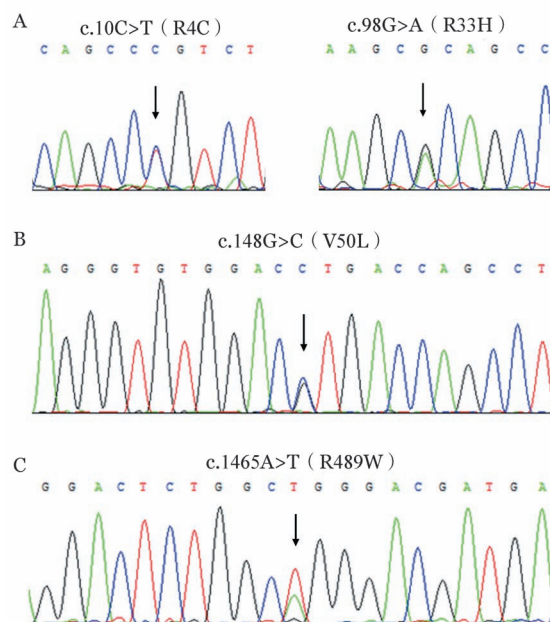 A
c.10C>T（R4C） c.98G>A（R33H）
C A G C C C G T C T A A G C G C A G C C
B
c.148G>C（V50L）
A G G G T G T G G A C C T G A C C A G C C T
C
c.1465A>T（R489W）
G G A C T C T G G C T G G G A C G A T G A